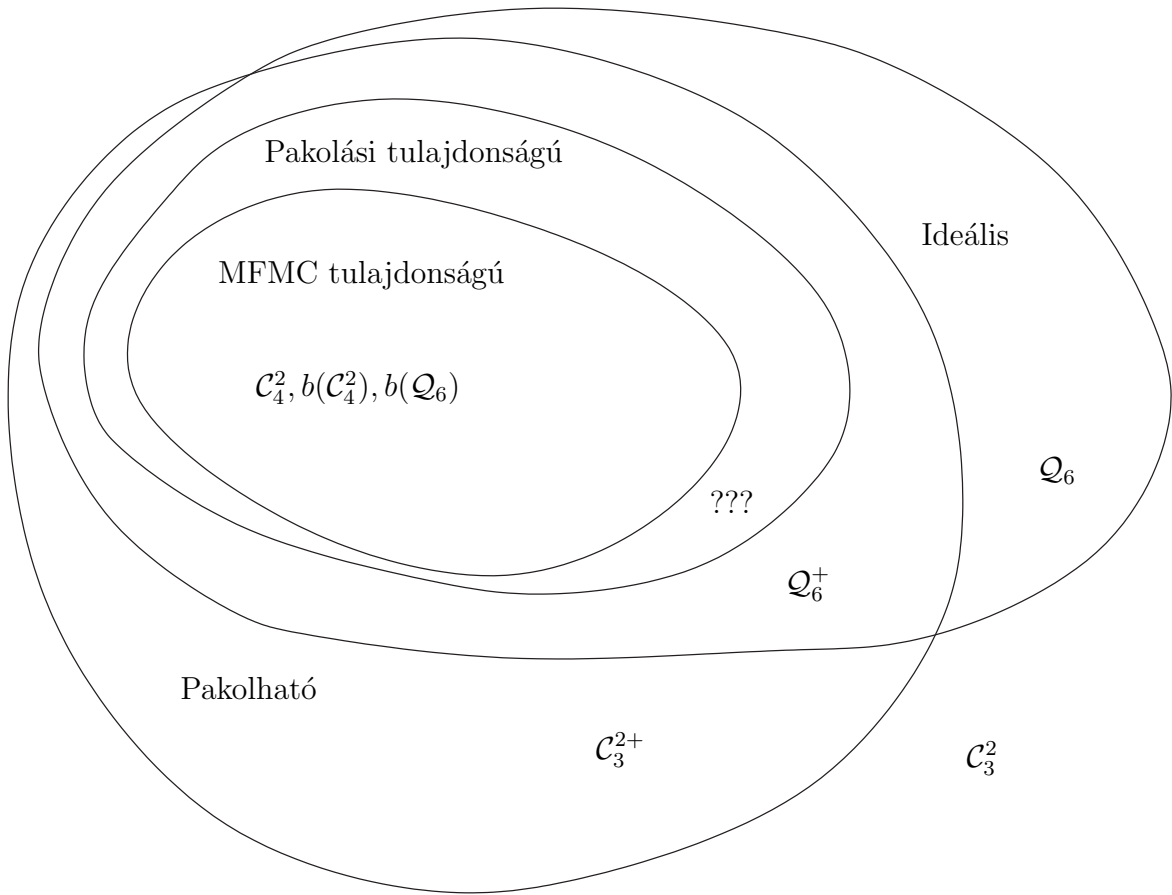 Pakolási tulajdonságú
Ideális
MFMC tulajdonságú
𝒞₄², b(𝒞₄²), b(𝒬₆)
𝒬₆
???
𝒬₆⁺
Pakolható
𝒞₃²⁺
𝒞₃²